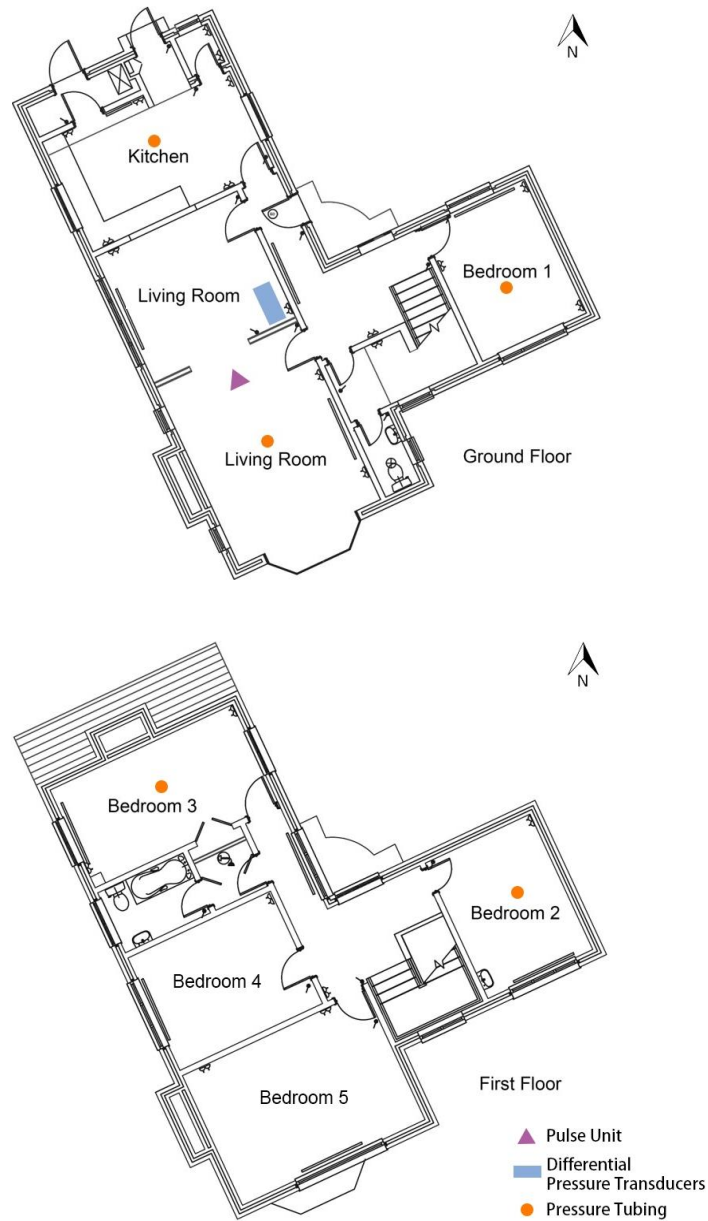 N
Kitchen
Bedroom 1
Living Room
Living Room
Ground Floor
N
Bedroom 3
Bedroom 2
Bedroom 4
Bedroom 5
First Floor
Pulse Unit
Differential
Pressure Transducers
Pressure Tubing